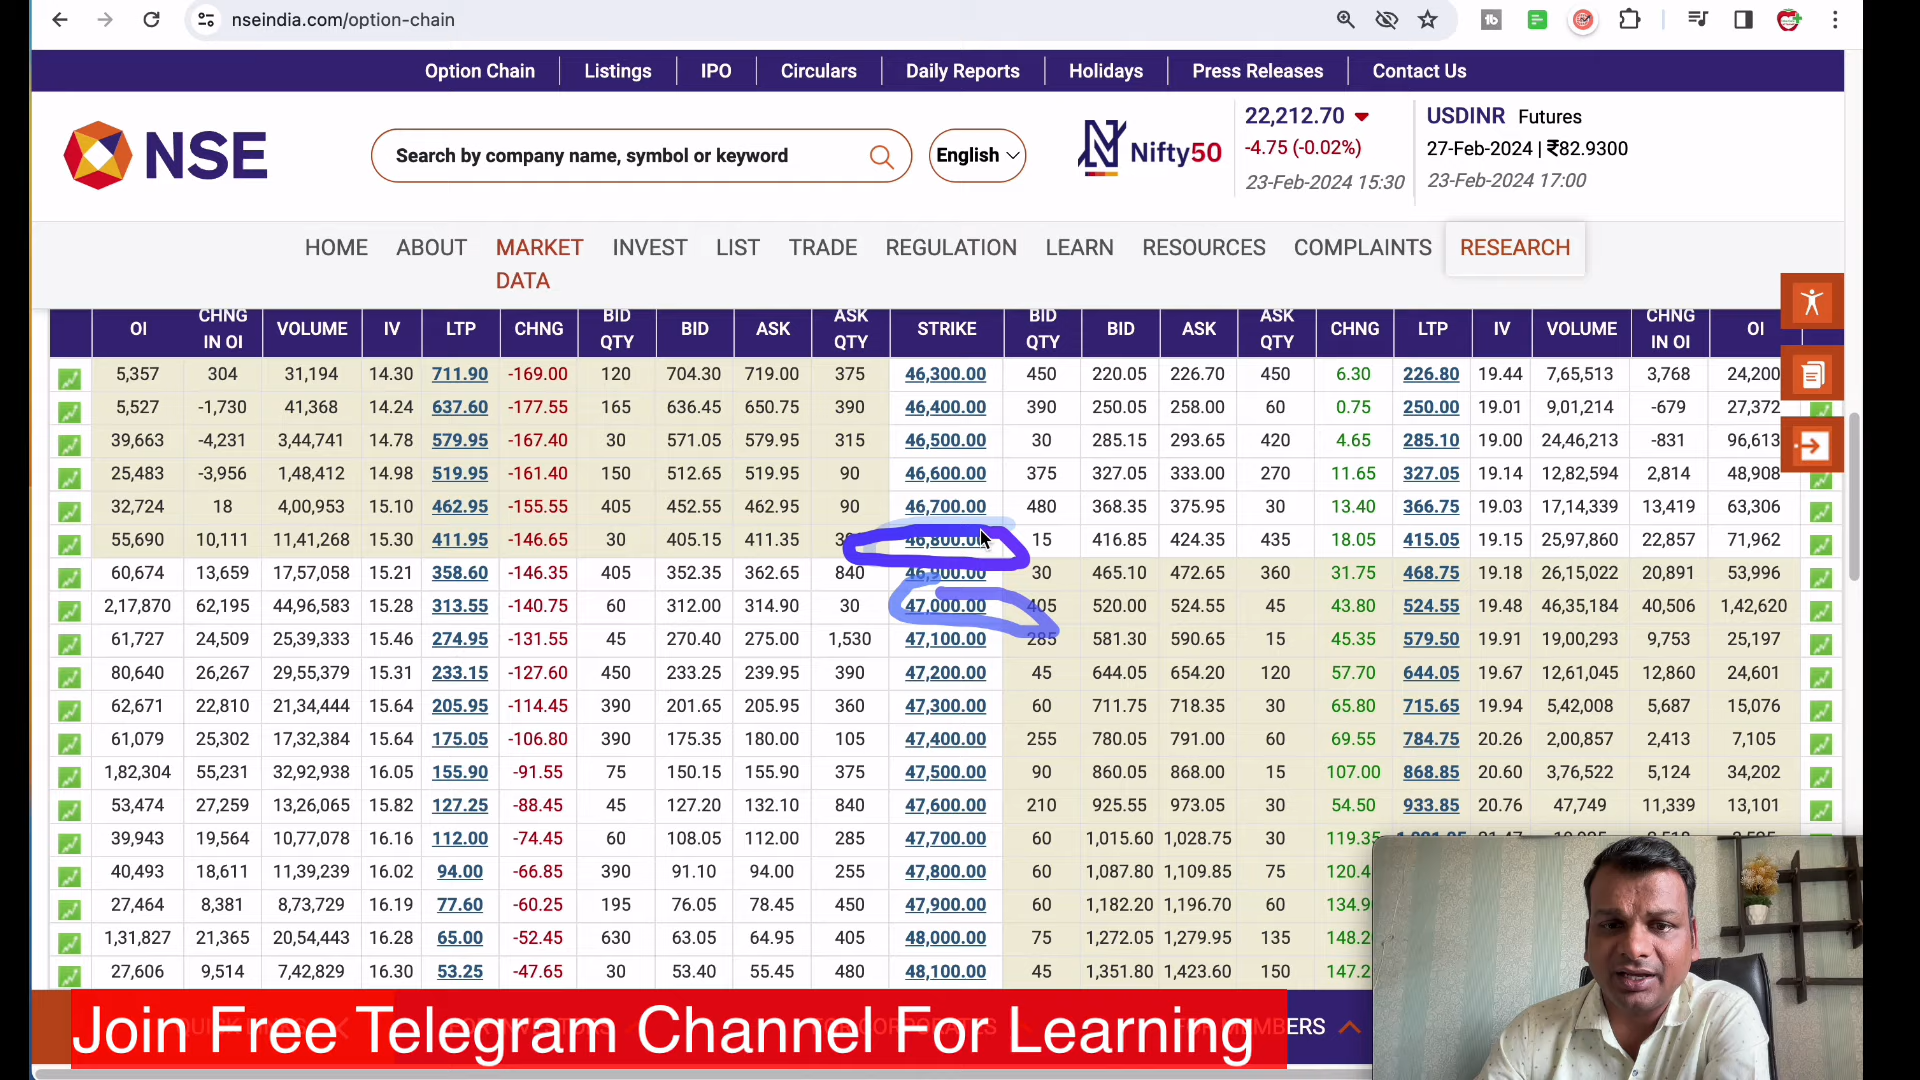 nseindia.com/option-chain
Option Chain Listings IPO Circulars Daily Reports Holidays Press Releases Contact Us
NSE
Search by company name, symbol or keyword
English
Nifty50
22,212.70
-4.75 (-0.02%)
23-Feb-2024 15:30
USDINR Futures
27-Feb-2024 | ₹82.9300
23-Feb-2024 17:00
HOME ABOUT MARKET DATA INVEST LIST TRADE REGULATION LEARN RESOURCES COMPLAINTS RESEARCH
OI CHNG IN OI VOLUME IV LTP CHNG BID QTY BID ASK ASK QTY STRIKE BID QTY BID ASK ASK QTY CHNG LTP IV VOLUME CHNG IN OI OI
5,357 304 31,194 14.30 711.90 -169.00 120 704.30 719.00 375 46,300.00 450 220.05 226.70 450 6.30 226.80 19.44 7,65,513 3,768 24,200
5,527 -1,730 41,368 14.24 637.60 -177.55 165 636.45 650.75 390 46,400.00 390 250.05 258.00 60 0.75 250.00 19.01 9,01,214 -679 27,372
39,663 -4,231 3,44,741 14.78 579.95 -167.40 30 571.05 579.95 315 46,500.00 30 285.15 293.65 420 4.65 285.10 19.00 24,46,213 -831 96,613
25,483 -3,956 1,48,412 14.98 519.95 -161.40 150 512.65 519.95 90 46,600.00 375 327.05 333.00 270 11.65 327.05 19.14 12,82,594 2,814 48,908
32,724 18 4,00,953 15.10 462.95 -155.55 405 452.55 462.95 90 46,700.00 480 368.35 375.95 30 13.40 366.75 19.03 17,14,339 13,419 63,306
55,690 10,111 11,41,268 15.30 411.95 -146.65 30 405.15 411.35 46,800.00 15 416.85 424.35 435 18.05 415.05 19.15 25,97,860 22,857 71,962
60,674 13,659 17,57,058 15.21 358.60 -146.35 405 352.35 362.65 840 46,900.00 30 465.10 472.65 360 31.75 468.75 19.18 26,15,022 20,891 53,996
2,17,870 62,195 44,96,583 15.28 313.55 -140.75 60 312.00 314.90 30 47,000.00 405 520.00 524.55 45 43.80 524.55 19.48 46,35,184 40,506 1,42,620
61,727 24,509 25,39,333 15.46 274.95 -131.55 45 270.40 275.00 1,530 47,100.00 285 581.30 590.65 15 45.35 579.50 19.91 19,00,293 9,753 25,197
80,640 26,267 29,55,379 15.31 233.15 -127.60 450 233.25 239.95 390 47,200.00 45 644.05 654.20 120 57.70 644.05 19.67 12,61,045 12,860 24,601
62,671 22,810 21,34,444 15.64 205.95 -114.45 390 201.65 205.95 360 47,300.00 60 711.75 718.35 30 65.80 715.65 19.94 5,42,008 5,687 15,076
61,079 25,302 17,32,384 15.64 175.05 -106.80 390 175.35 180.00 105 47,400.00 255 780.05 791.00 60 69.55 784.75 20.26 2,00,857 2,413 7,105
1,82,304 55,231 32,92,938 16.05 155.90 -91.55 75 150.15 155.90 375 47,500.00 90 860.05 868.00 15 107.00 868.85 20.60 3,76,522 5,124 34,202
53,474 27,259 13,26,065 15.82 127.25 -88.45 45 127.20 132.10 840 47,600.00 210 925.55 973.05 30 54.50 933.85 20.76 47,749 11,339 13,101
39,943 19,564 10,77,078 16.16 112.00 -74.45 60 108.05 112.00 285 47,700.00 60 1,015.60 1,028.75 30 119.35
40,493 18,611 11,39,239 16.02 94.00 -66.85 390 91.10 94.00 255 47,800.00 60 1,087.80 1,109.85 75 120.4
27,464 8,381 8,73,729 16.19 77.60 -60.25 195 76.05 78.45 450 47,900.00 60 1,182.20 1,196.70 60 134.9
1,31,827 21,365 20,54,443 16.28 65.00 -52.45 630 63.05 64.95 405 48,000.00 75 1,272.05 1,279.95 135 148.2
27,606 9,514 7,42,829 16.30 53.25 -47.65 30 53.40 55.45 480 48,100.00 45 1,351.80 1,423.60 150 147.2
Join Free Telegram Channel For Learning